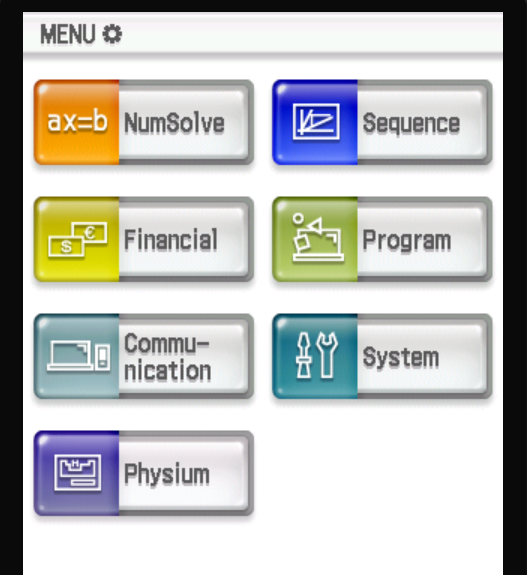 MENU
ax=b NumSolve
Sequence
$ € Financial
Program
Commu-
nication
System
Physium